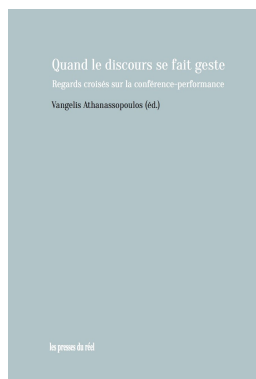 Quand le discours se fait geste
Regards croisés sur la conférence-performance
Vangelis Athanassopoulos (éd.)
les presses du réel